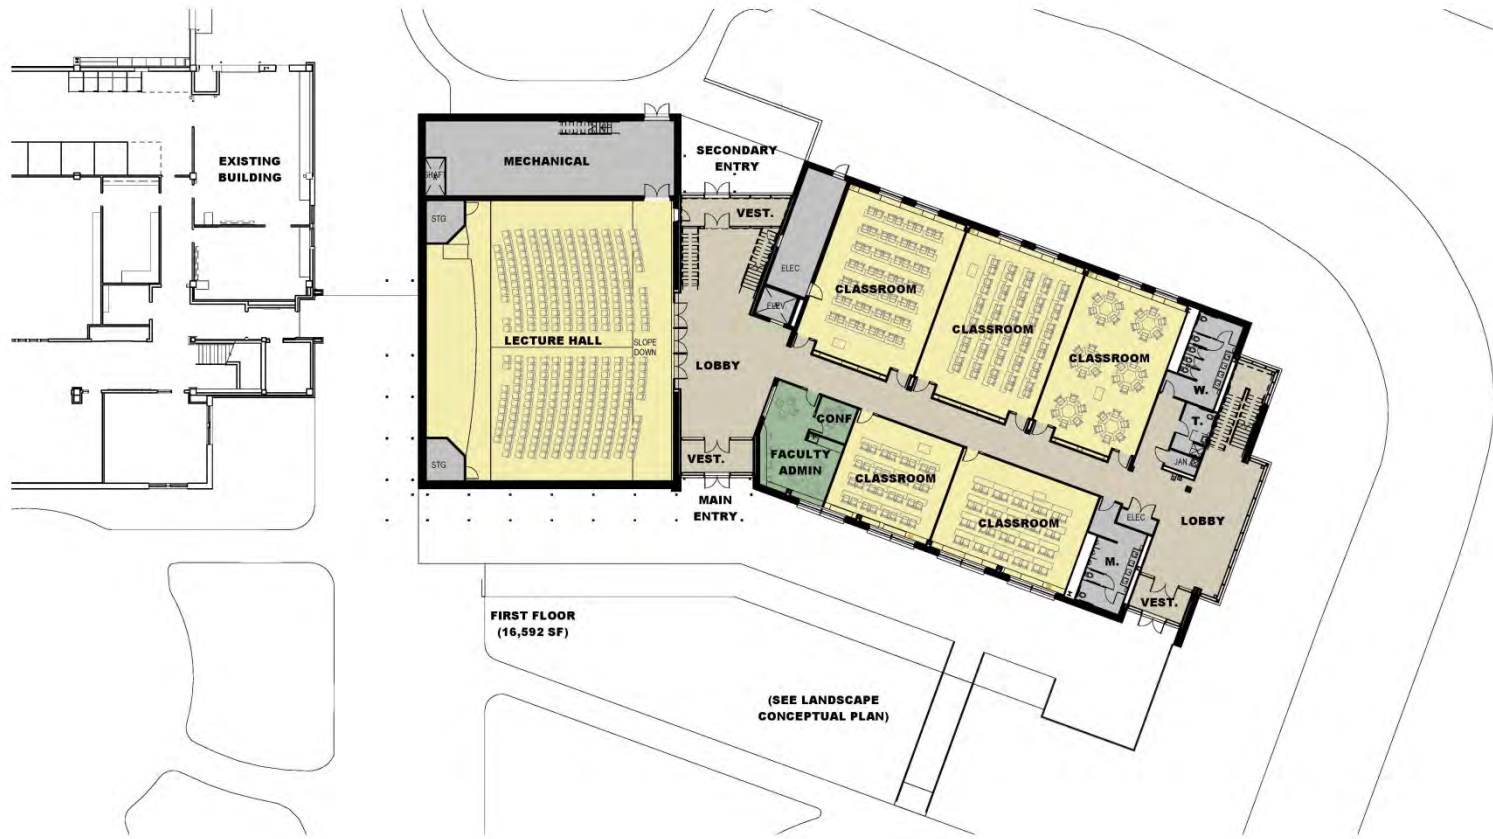 EXISTING
BUILDING
MECHANICAL
SHAFT
SECONDARY
ENTRY
STG
VEST.
ELEC
ELEV
CLASSROOM
CLASSROOM
CLASSROOM
LECTURE HALL
SLOPE
DOWN
LOBBY
W.
T.
JAN
CONF
FACULTY
ADMIN
STG
VEST.
MAIN
ENTRY
CLASSROOM
CLASSROOM
ELEC
LOBBY
M.
VEST.
FIRST FLOOR
(16,592 SF)
(SEE LANDSCAPE
CONCEPTUAL PLAN)